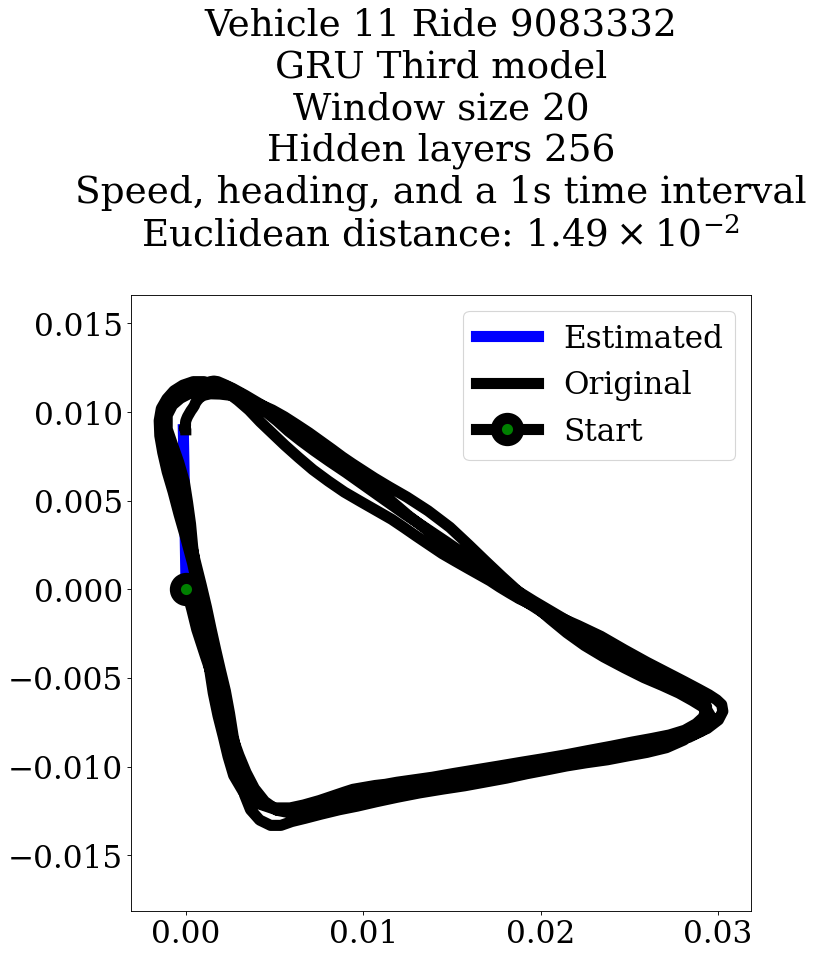 Vehicle 11 Ride 9083332
GRU Third model
Window size 20
Hidden layers 256
Speed, heading, and a 1s time interval
Euclidean distance: 1.49 × 10⁻²
Estimated
Original
Start
0.015
0.010
0.005
0.000
−0.005
−0.010
−0.015
0.00 0.01 0.02 0.03